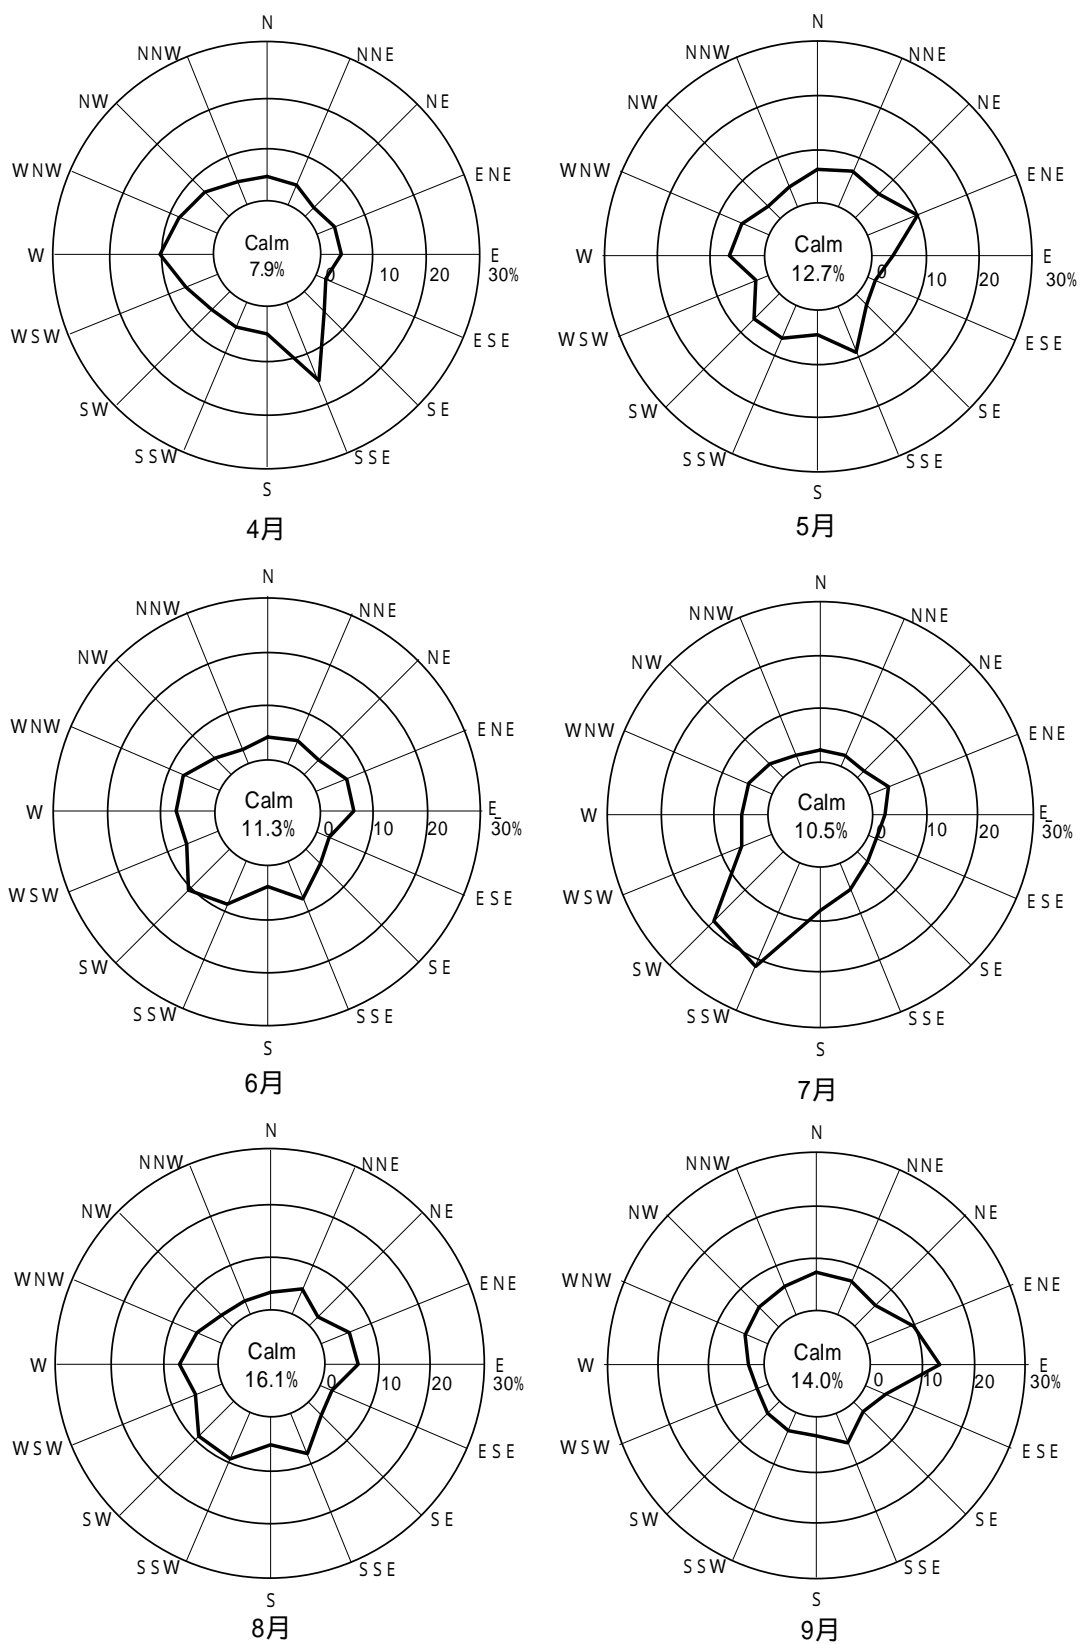 N
NNW NNE
NW NE
WNW ENE
W Calm E
7.9% 0 10 20 30%
WSW ESE
SW SE
SSW SSE
S
4月
N
NNW NNE
NW NE
WNW ENE
W Calm E
12.7% 0 10 20 30%
WSW ESE
SW SE
SSW SSE
S
5月
N
NNW NNE
NW NE
WNW ENE
W Calm E
11.3% 0 10 20 30%
WSW ESE
SW SE
SSW SSE
S
6月
N
NNW NNE
NW NE
WNW ENE
W Calm E
10.5% 0 10 20 30%
WSW ESE
SW SE
SSW SSE
S
7月
N
NNW NNE
NW NE
WNW ENE
W Calm E
16.1% 0 10 20 30%
WSW ESE
SW SE
SSW SSE
S
8月
N
NNW NNE
NW NE
WNW ENE
W Calm E
14.0% 0 10 20 30%
WSW ESE
SW SE
SSW SSE
S
9月